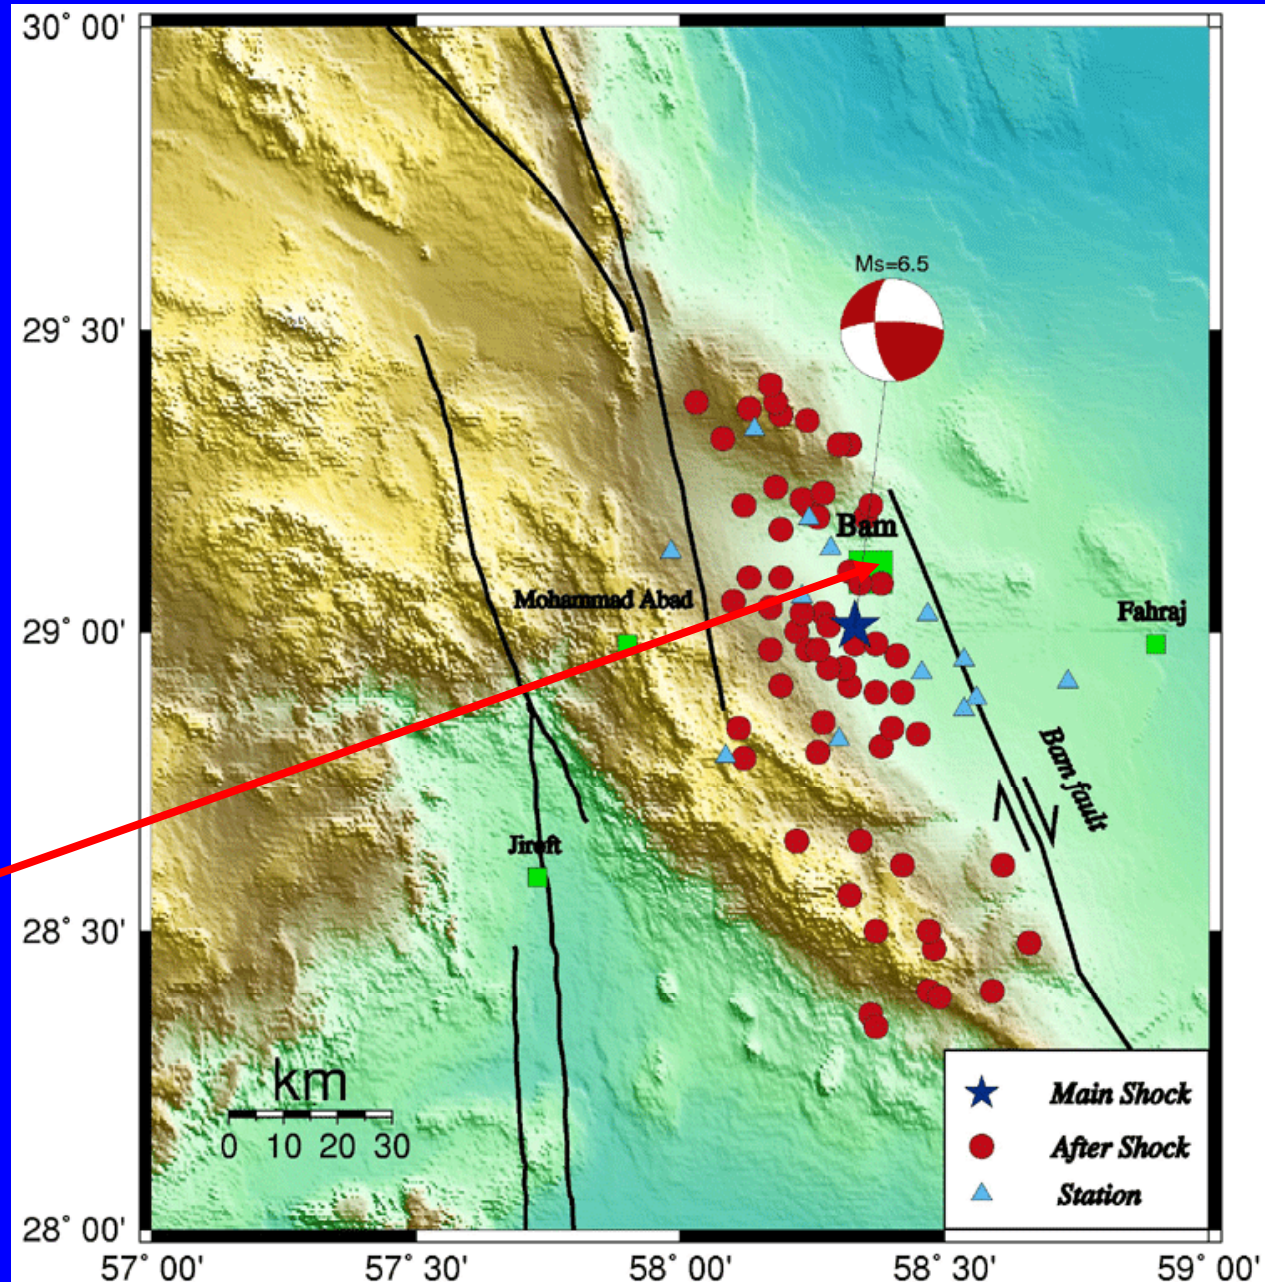 30° 00'
Ms=6.5
29° 30'
Bam
Mohammad Abad
Fahraj
29° 00'
Bam fault
Jiroft
28° 30'
km
0 10 20 30
Main Shock
After Shock
Station
28° 00'
57° 00' 57° 30' 58° 00' 58° 30' 59° 00'